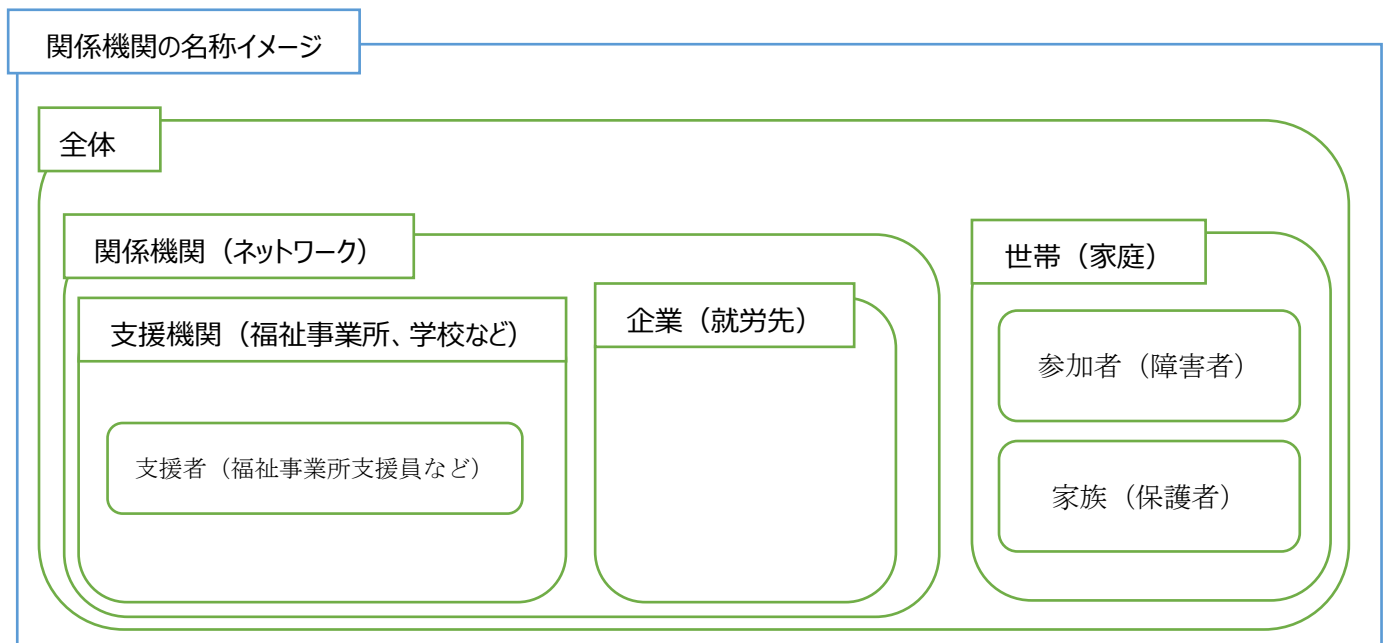 関係機関の名称イメージ
全体
関係機関（ネットワーク）
世帯（家庭）
支援機関（福祉事業所、学校など）
企業（就労先）
参加者（障害者）
支援者（福祉事業所支援員など）
家族（保護者）